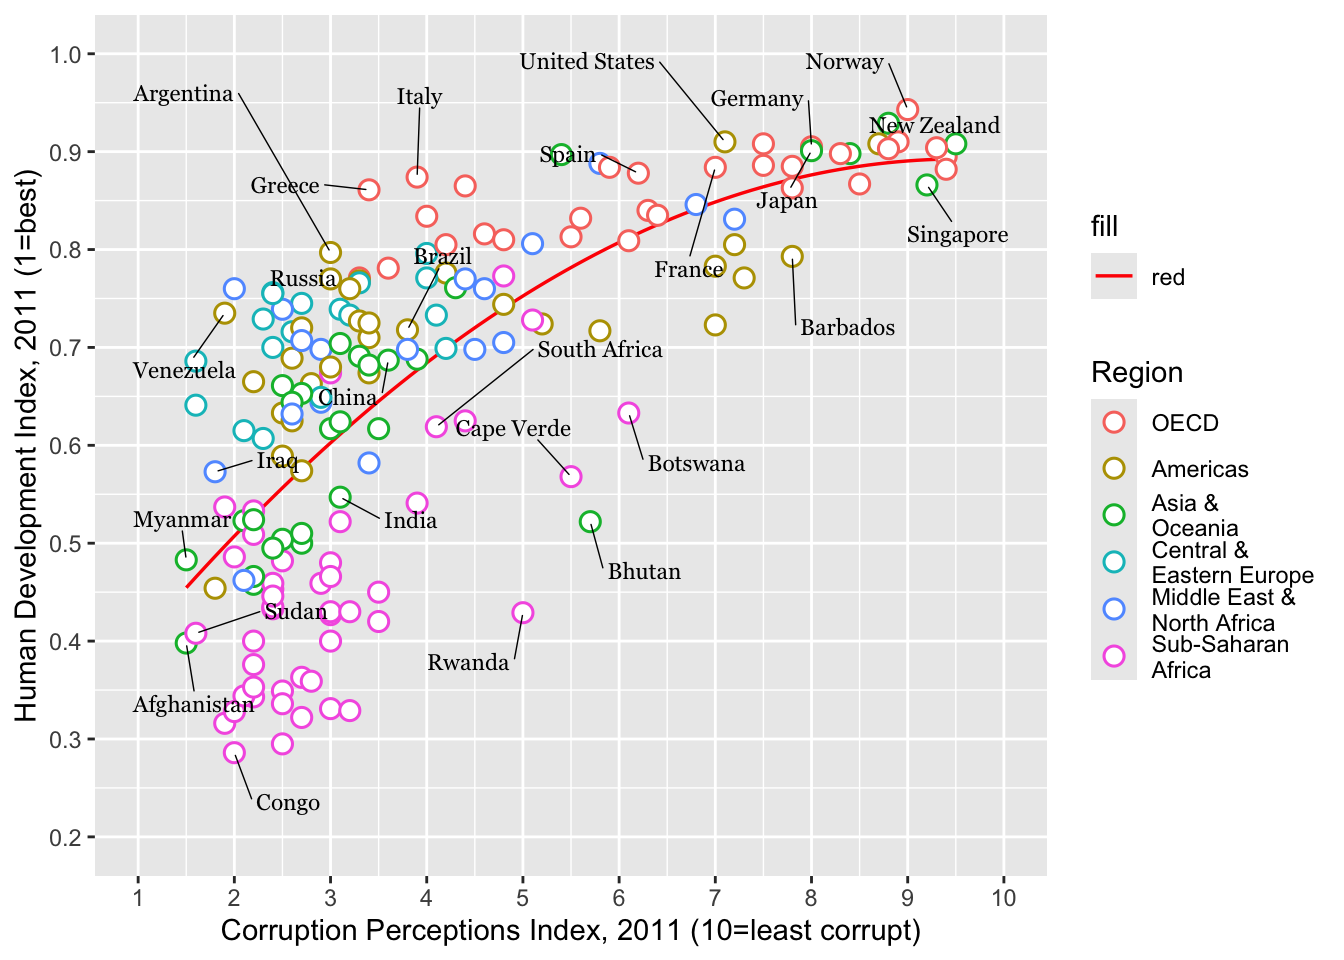 1.0
0.9
0.8
0.7
0.6
0.5
0.4
0.3
0.2
Human Development Index, 2011 (1=best)
United States
Norway
Argentina
Italy
Germany
New Zealand
Spain
Greece
Japan
Singapore
Brazil
France
Russia
Barbados
South Africa
Venezuela
China
Cape Verde
Iraq
Botswana
Myanmar
India
Bhutan
Sudan
Rwanda
Afghanistan
Congo
1 2 3 4 5 6 7 8 9 10
Corruption Perceptions Index, 2011 (10=least corrupt)
fill
red
Region
OECD
Americas
Asia &
Oceania
Central &
Eastern Europe
Middle East &
North Africa
Sub-Saharan
Africa